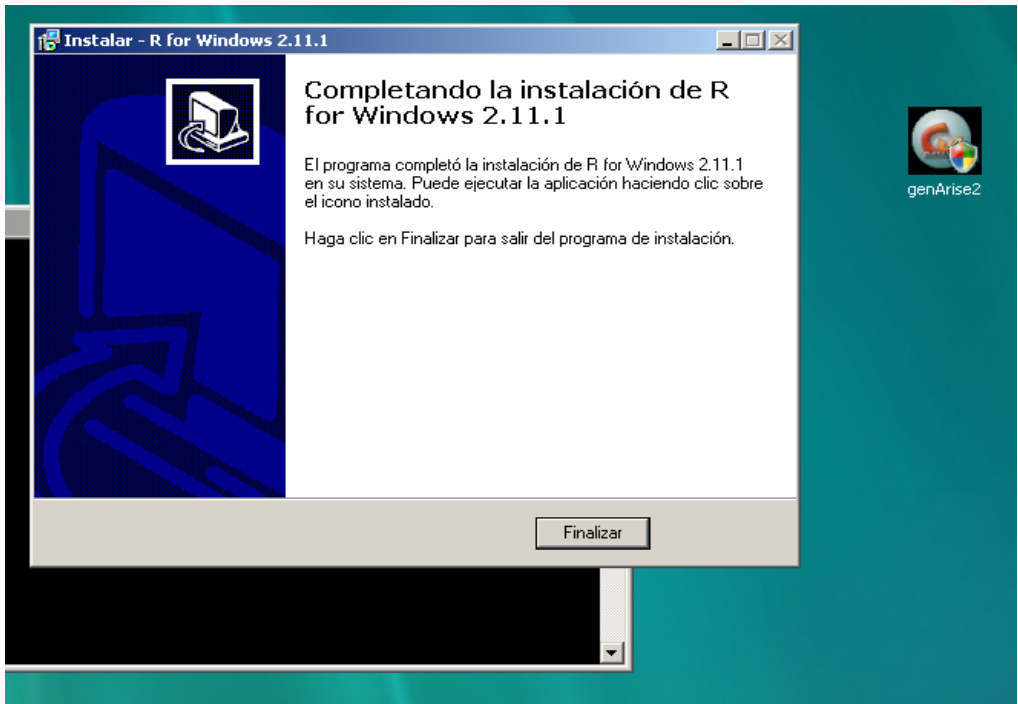 Instalar - R for Windows 2.11.1
Completando la instalación de R
for Windows 2.11.1
El programa completó la instalación de R for Windows 2.11.1
en su sistema. Puede ejecutar la aplicación haciendo clic sobre
el icono instalado.
Haga clic en Finalizar para salir del programa de instalación.
Finalizar
genArise2